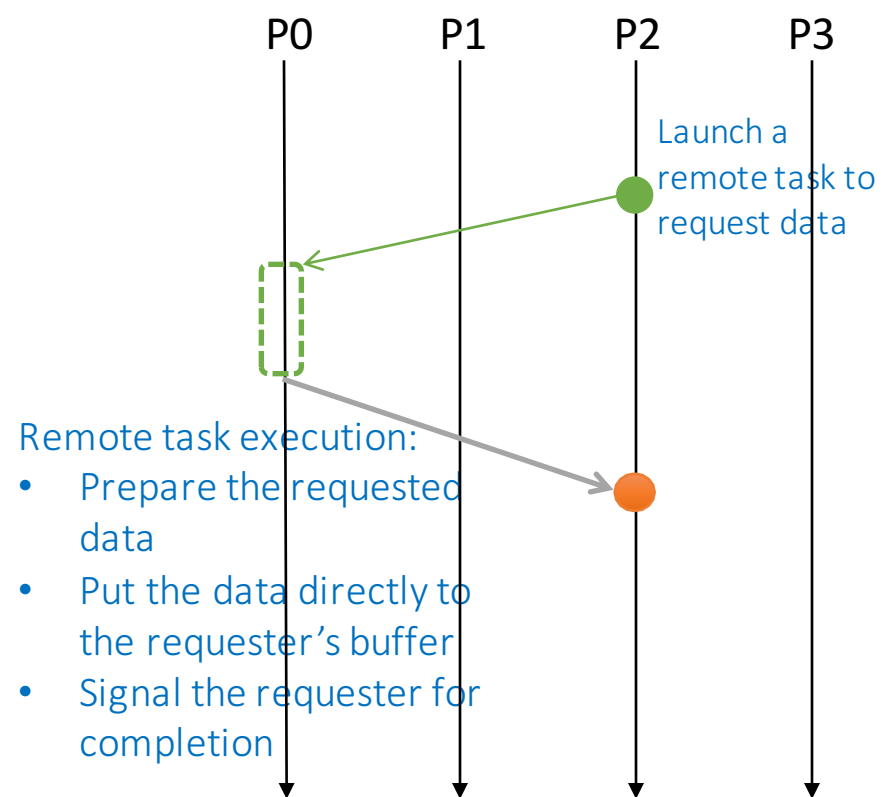 P0 P1 P2 P3
Launch a
remote task to
request data
Remote task execution:
• Prepare the requested
data
• Put the data directly to
the requester’s buffer
• Signal the requester for
completion